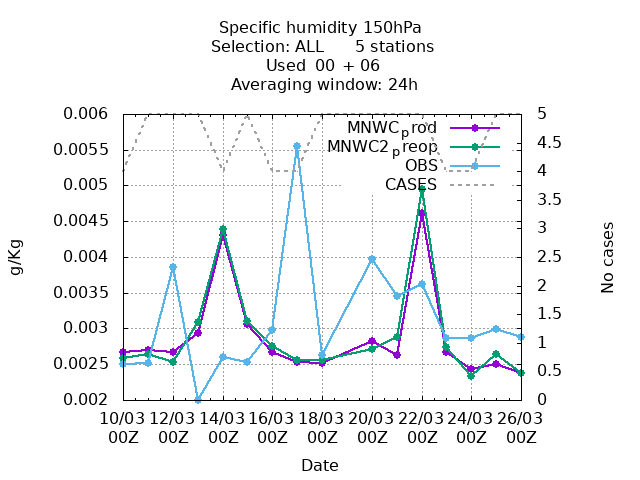 Specific humidity 150hPa
Selection: ALL 5 stations
Used 00 + 06
Averaging window: 24h
0.006
0.0055
0.005
0.0045
0.004
0.0035
0.003
0.0025
0.002
g/Kg
5
4.5
4
3.5
3
2.5
2
1.5
1
0.5
0
No cases
MNWCprod
MNWC2preop
OBS
CASES
10/03 12/03 14/03 16/03 18/03 20/03 22/03 24/03 26/03
00Z 00Z 00Z 00Z 00Z 00Z 00Z 00Z 00Z
Date